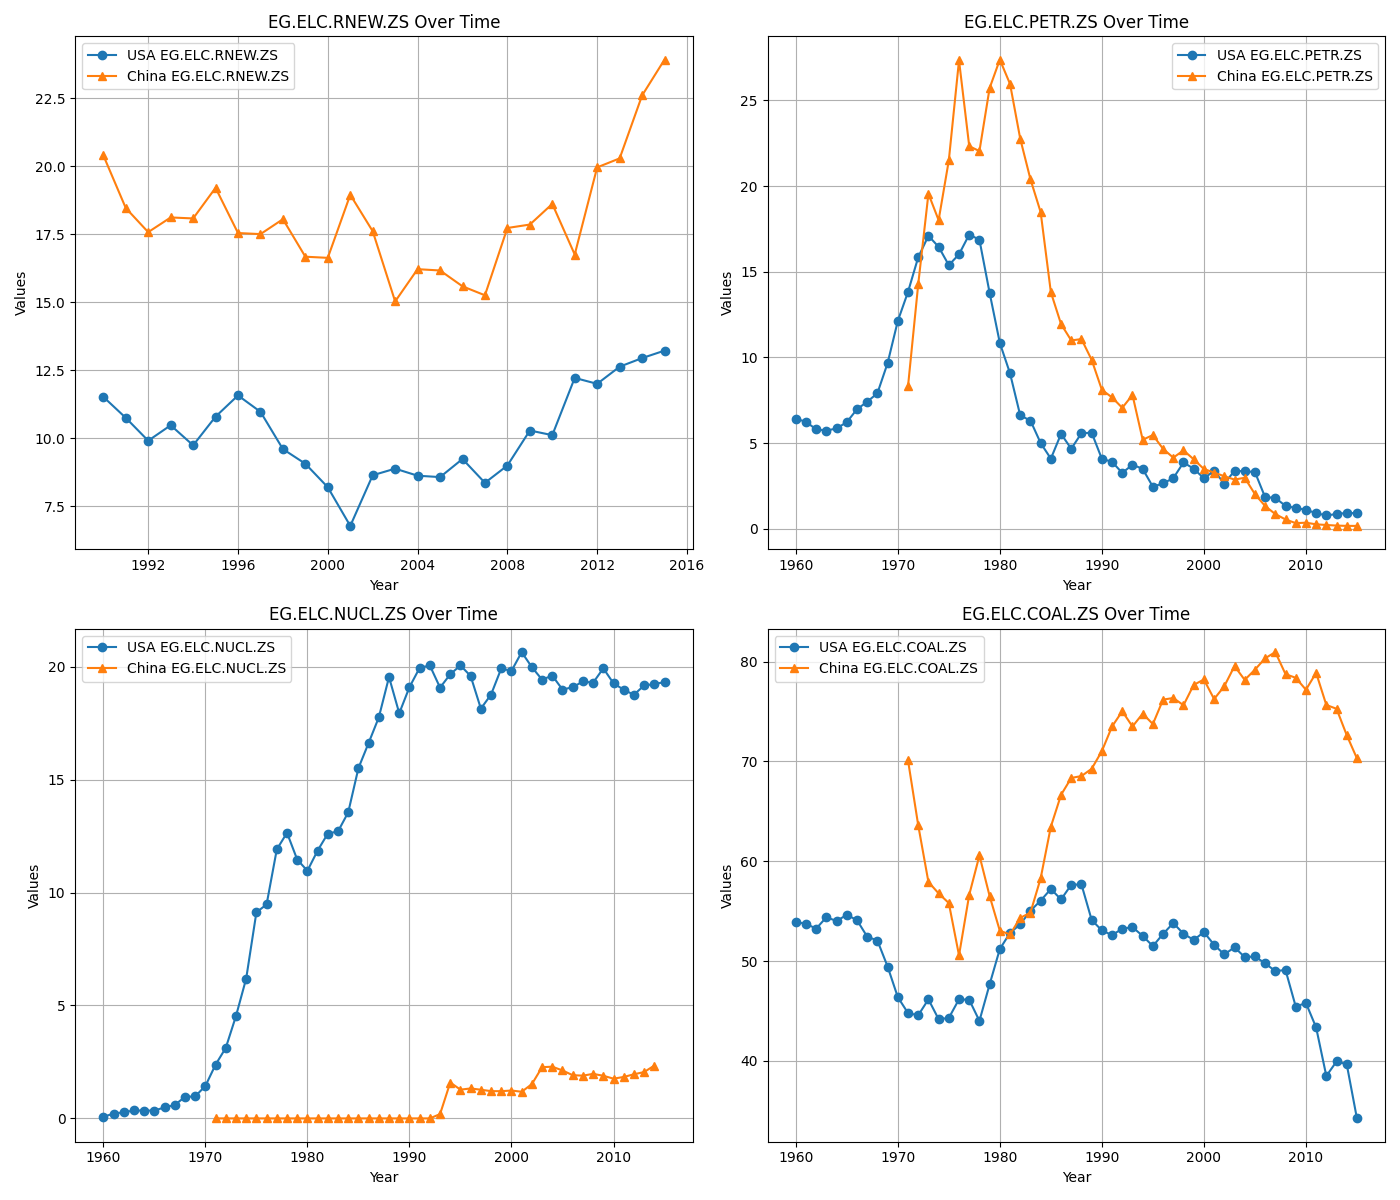 EG.ELC.RNEW.ZS Over Time
USA EG.ELC.RNEW.ZS
China EG.ELC.RNEW.ZS
Values
22.5
20.0
17.5
15.0
12.5
10.0
7.5
1992 1996 2000 2004 2008 2012 2016
Year
EG.ELC.PETR.ZS Over Time
USA EG.ELC.PETR.ZS
China EG.ELC.PETR.ZS
Values
25
20
15
10
5
0
1960 1970 1980 1990 2000 2010
Year
EG.ELC.NUCL.ZS Over Time
USA EG.ELC.NUCL.ZS
China EG.ELC.NUCL.ZS
Values
20
15
10
5
0
1960 1970 1980 1990 2000 2010
Year
EG.ELC.COAL.ZS Over Time
USA EG.ELC.COAL.ZS
China EG.ELC.COAL.ZS
Values
80
70
60
50
40
1960 1970 1980 1990 2000 2010
Year